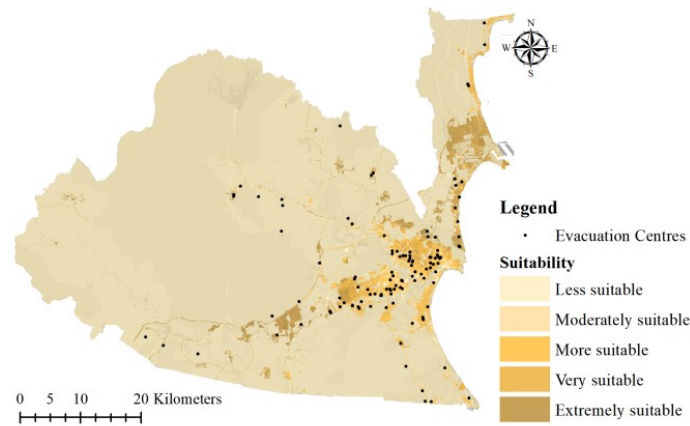 N
W E
S
Legend
Evacuation Centres
Suitability
Less suitable
Moderately suitable
More suitable
Very suitable
Extremely suitable
0 5 10 20 Kilometers